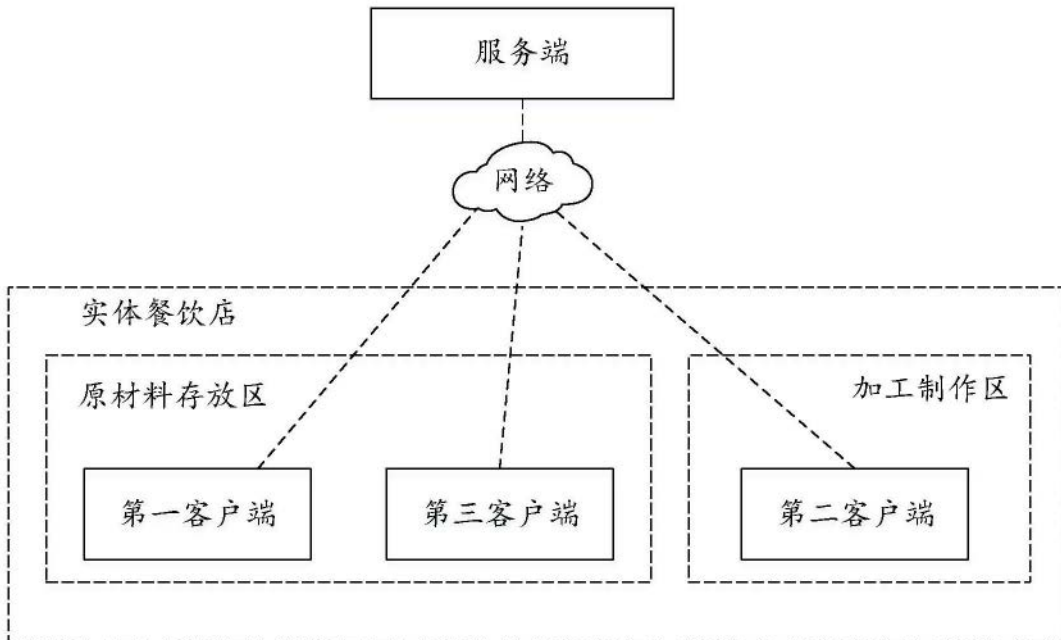 服务端
网络
实体餐饮店
原材料存放区
加工制作区
第一客户端
第三客户端
第二客户端